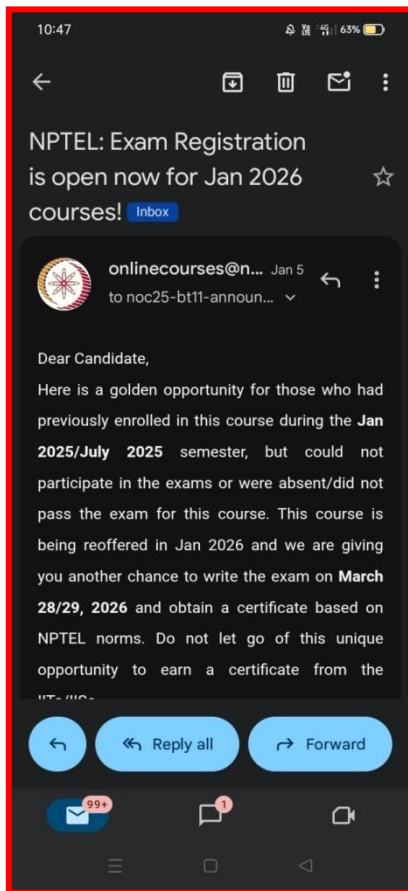 10:47
63%
NPTEL: Exam Registration
is open now for Jan 2026
courses! Inbox
onlinecourses@n... Jan 5
to noc25-bt11-announ...
Dear Candidate,
Here is a golden opportunity for those who had
previously enrolled in this course during the Jan
2025/July 2025 semester, but could not
participate in the exams or were absent/did not
pass the exam for this course. This course is
being reoffered in Jan 2026 and we are giving
you another chance to write the exam on March
28/29, 2026 and obtain a certificate based on
NPTEL norms. Do not let go of this unique
opportunity to earn a certificate from the
Reply all
Forward
99+
1